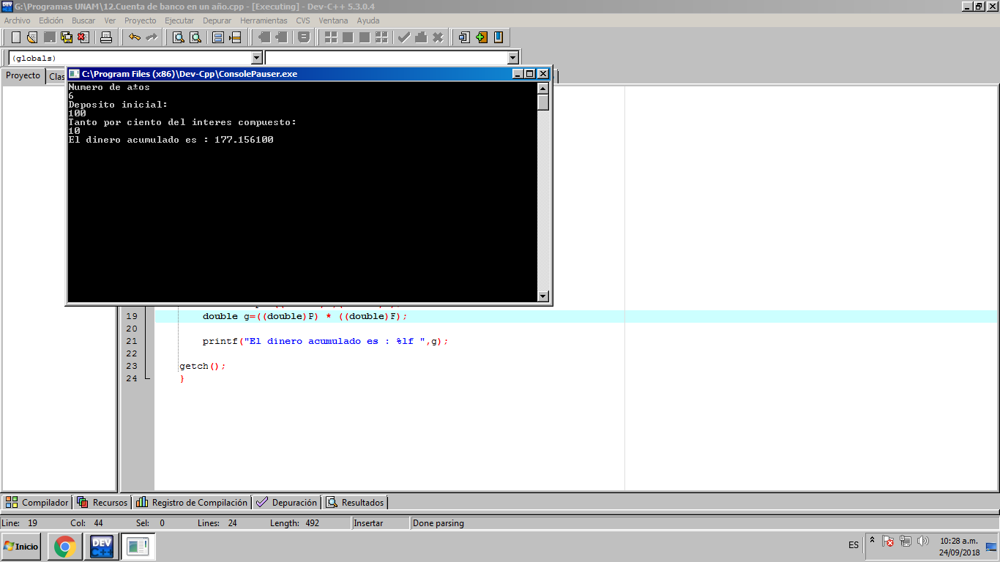 G:\Programas UNAM\12.Cuenta de banco en un año.cpp - [Executing] - Dev-C++ 5.3.0.4
Archivo Edición Buscar Ver Proyecto Ejecutar Depurar Herramientas CVS Ventana Ayuda
(globals)
Proyecto Clas
C:\Program Files (x86)\Dev-Cpp\ConsolePauser.exe
Numero de a±os
6
Deposito inicial:
100
Tanto por ciento del interes compuesto:
10
El dinero acumulado es : 177.156100
19 double g=((double)P) * ((double)F);
20
21 printf("El dinero acumulado es : %lf ",g);
22
23 getch();
24 }
Compilador Recursos Registro de Compilación Depuración Resultados
Line: 19 Col: 44 Sel: 0 Lines: 24 Length: 492 Insertar Done parsing
Inicio DEV C++ ES 10:28 a.m.
24/09/2018